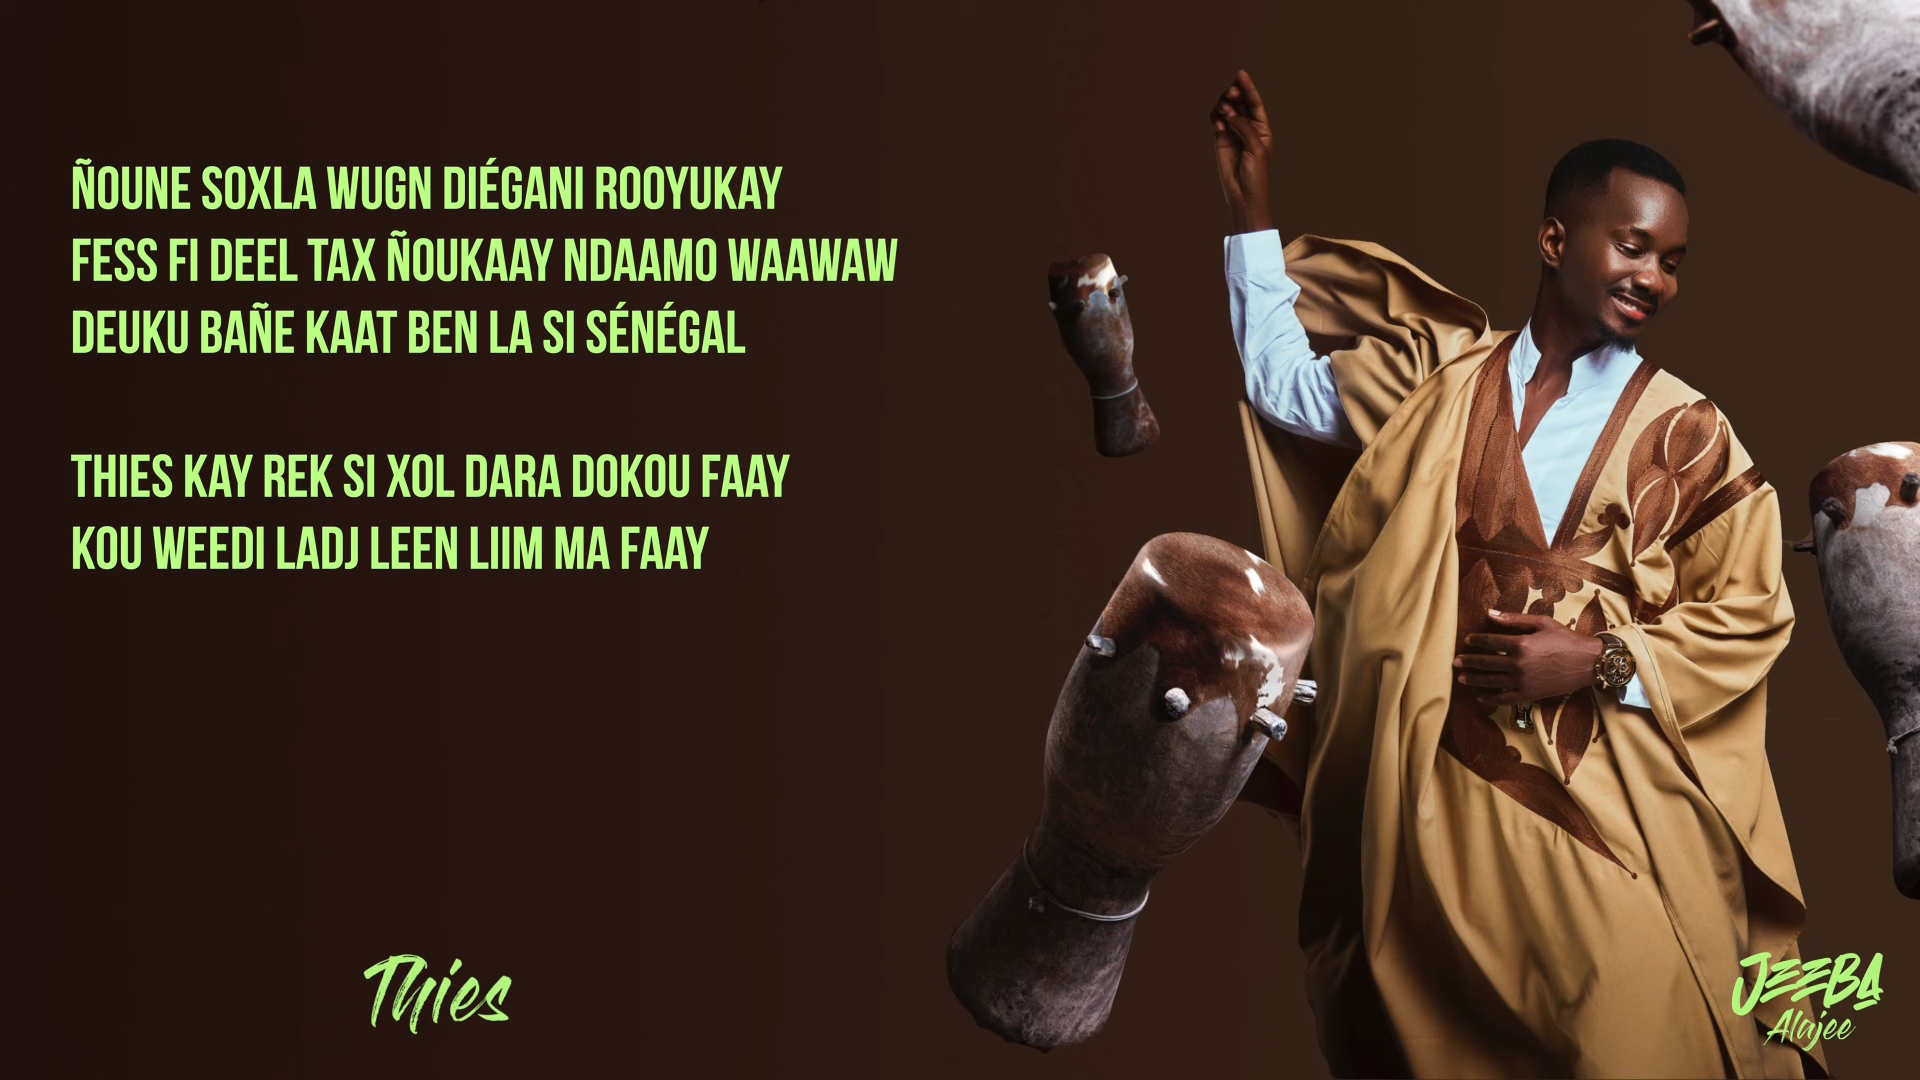 ÑOUNE SOXLA WUGN DIÉGANI ROOYUKAY
FESS FI DEEL TAX ÑOUKAAY NDAAMO WAAWAW
DEUKU BAÑE KAAT BEN LA SI SÉNÉGAL
THIES KAY REK SI XOL DARA DOKOU FAAY
KOU WEEDI LADJ LEEN LIIM MA FAAY
Thies
JEEBA
Alajee